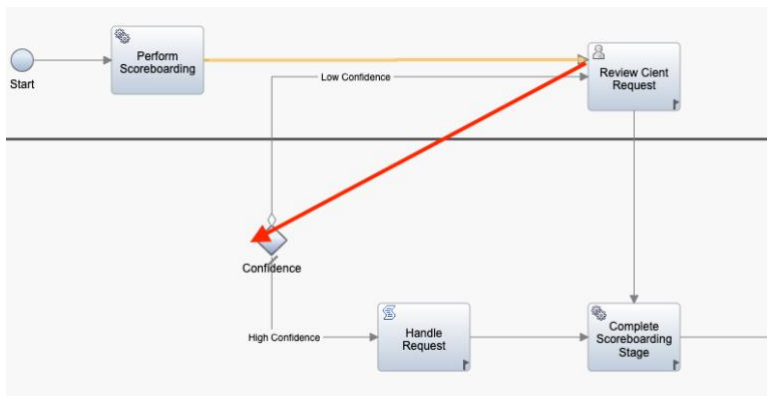 Start
Perform
Scoreboarding
Low Confidence
Review Cient
Request
Confidence
High Confidence
Handle
Request
Complete
Scoreboarding
Stage